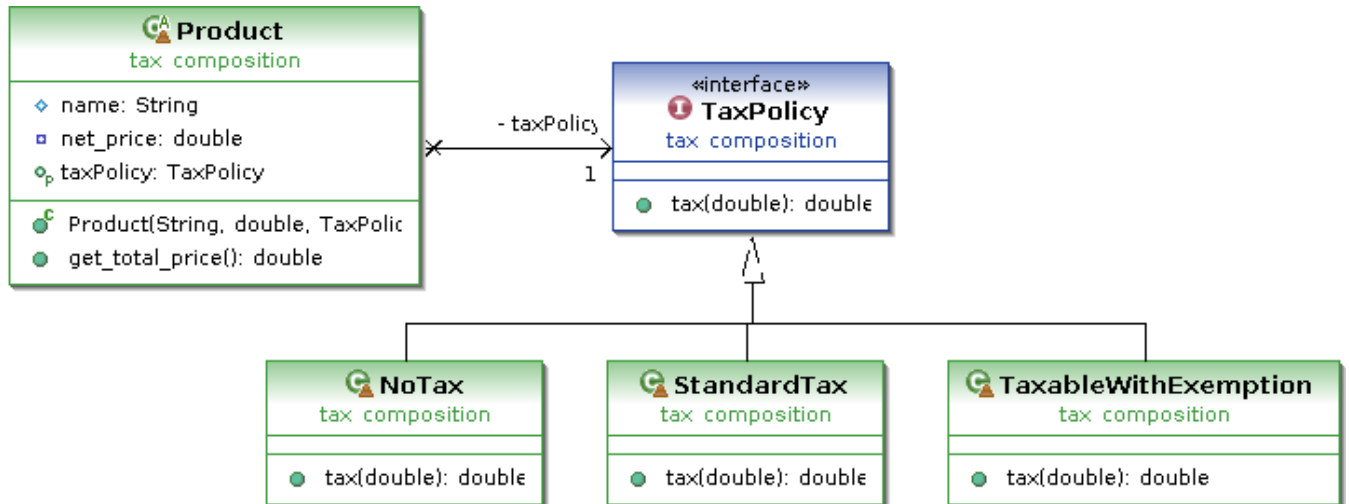 Product
tax composition
name: String
net_price: double
taxPolicy: TaxPolicy
Product(String, double, TaxPolic
get_total_price(): double
- taxPolicy
1
«interface»
TaxPolicy
tax composition
tax(double): double
NoTax
tax composition
tax(double): double
StandardTax
tax composition
tax(double): double
TaxableWithExemption
tax composition
tax(double): double